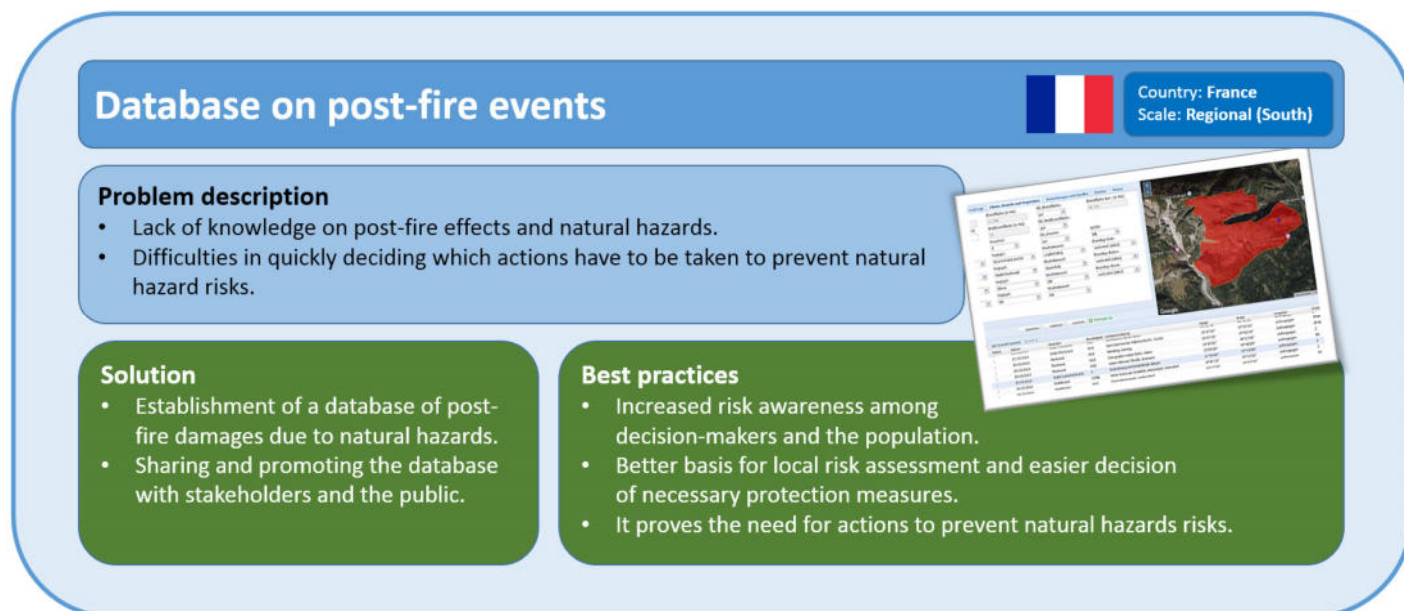 Database on post-fire events
Country: France
Scale: Regional (South)
Problem description
• Lack of knowledge on post-fire effects and natural hazards.
• Difficulties in quickly deciding which actions have to be taken to prevent natural
hazard risks.
Solution
• Establishment of a database of post-
fire damages due to natural hazards.
• Sharing and promoting the database
with stakeholders and the public.
Best practices
• Increased risk awareness among
decision-makers and the population.
• Better basis for local risk assessment and easier decision
of necessary protection measures.
• It proves the need for actions to prevent natural hazards risks.
Google